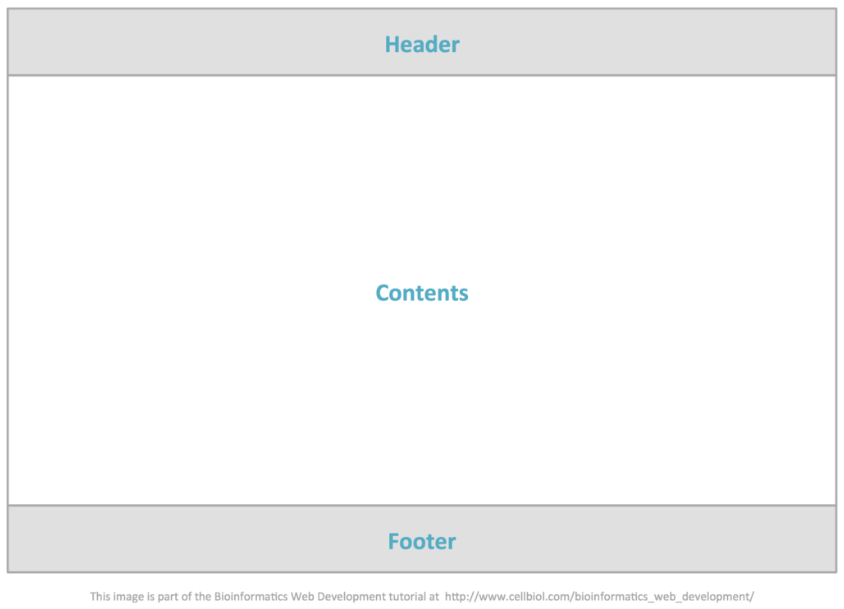 Header
Contents
Footer
This image is part of the Bioinformatics Web Development tutorial at http://www.cellbiol.com/bioinformatics_web_development/